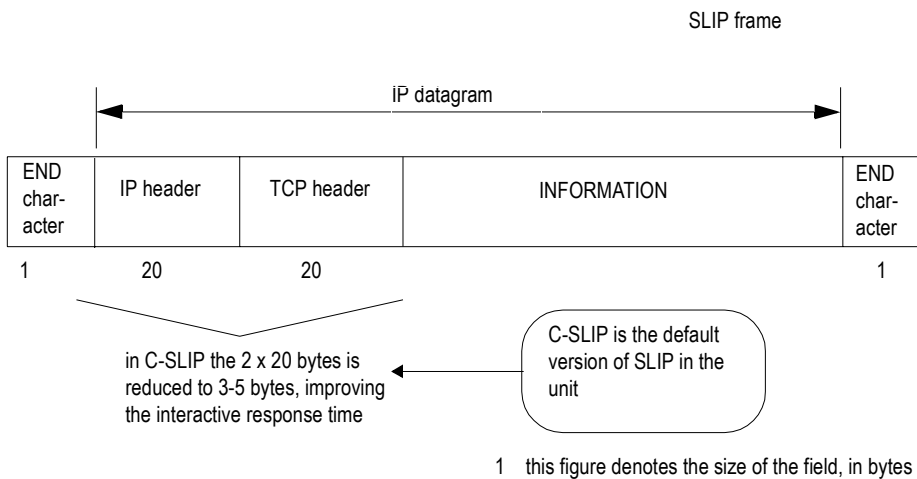 SLIP frame
IP datagram
END
char-
acter
IP header
TCP header
INFORMATION
END
char-
acter
1
20
20
1
in C-SLIP the 2 x 20 bytes is
reduced to 3-5 bytes, improving
the interactive response time
C-SLIP is the default
version of SLIP in the
unit
1 this figure denotes the size of the field, in bytes